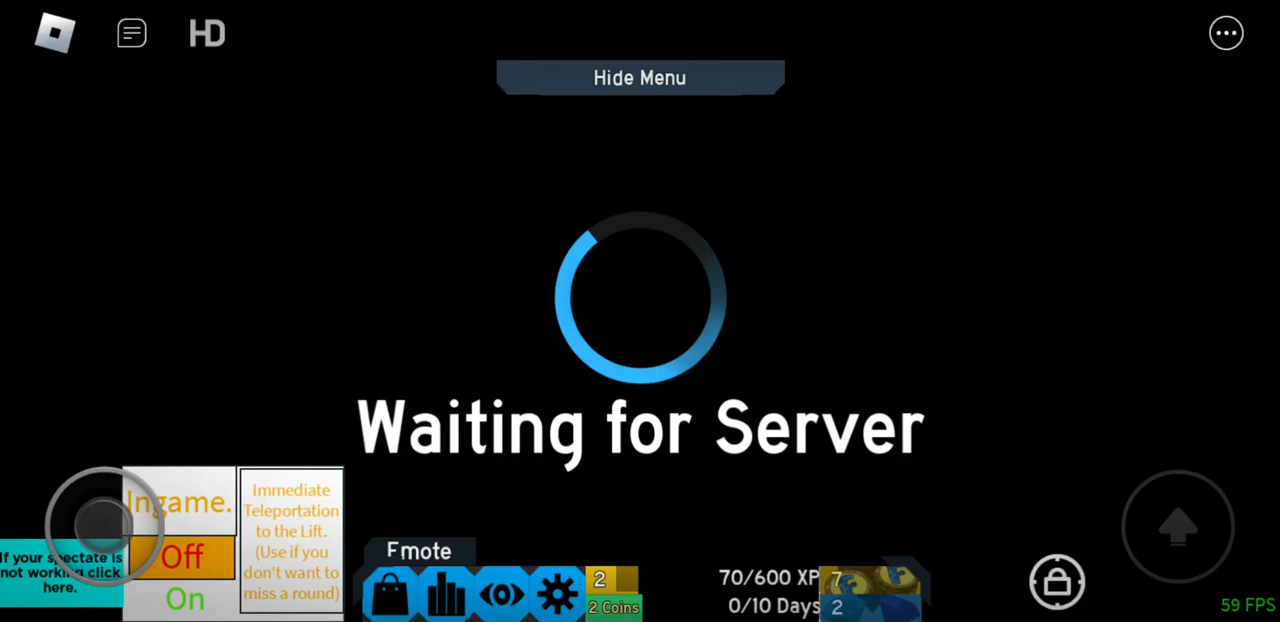 HD
Hide Menu
Waiting for Server
Ingame.
Off
On
Immediate
Teleportation
to the Lift.
(Use if you
don't want to
miss a round)
If your spectate is
not working click
here.
Emote
2
2 Coins
70/600 XP
0/10 Days
7
2
59 FPS